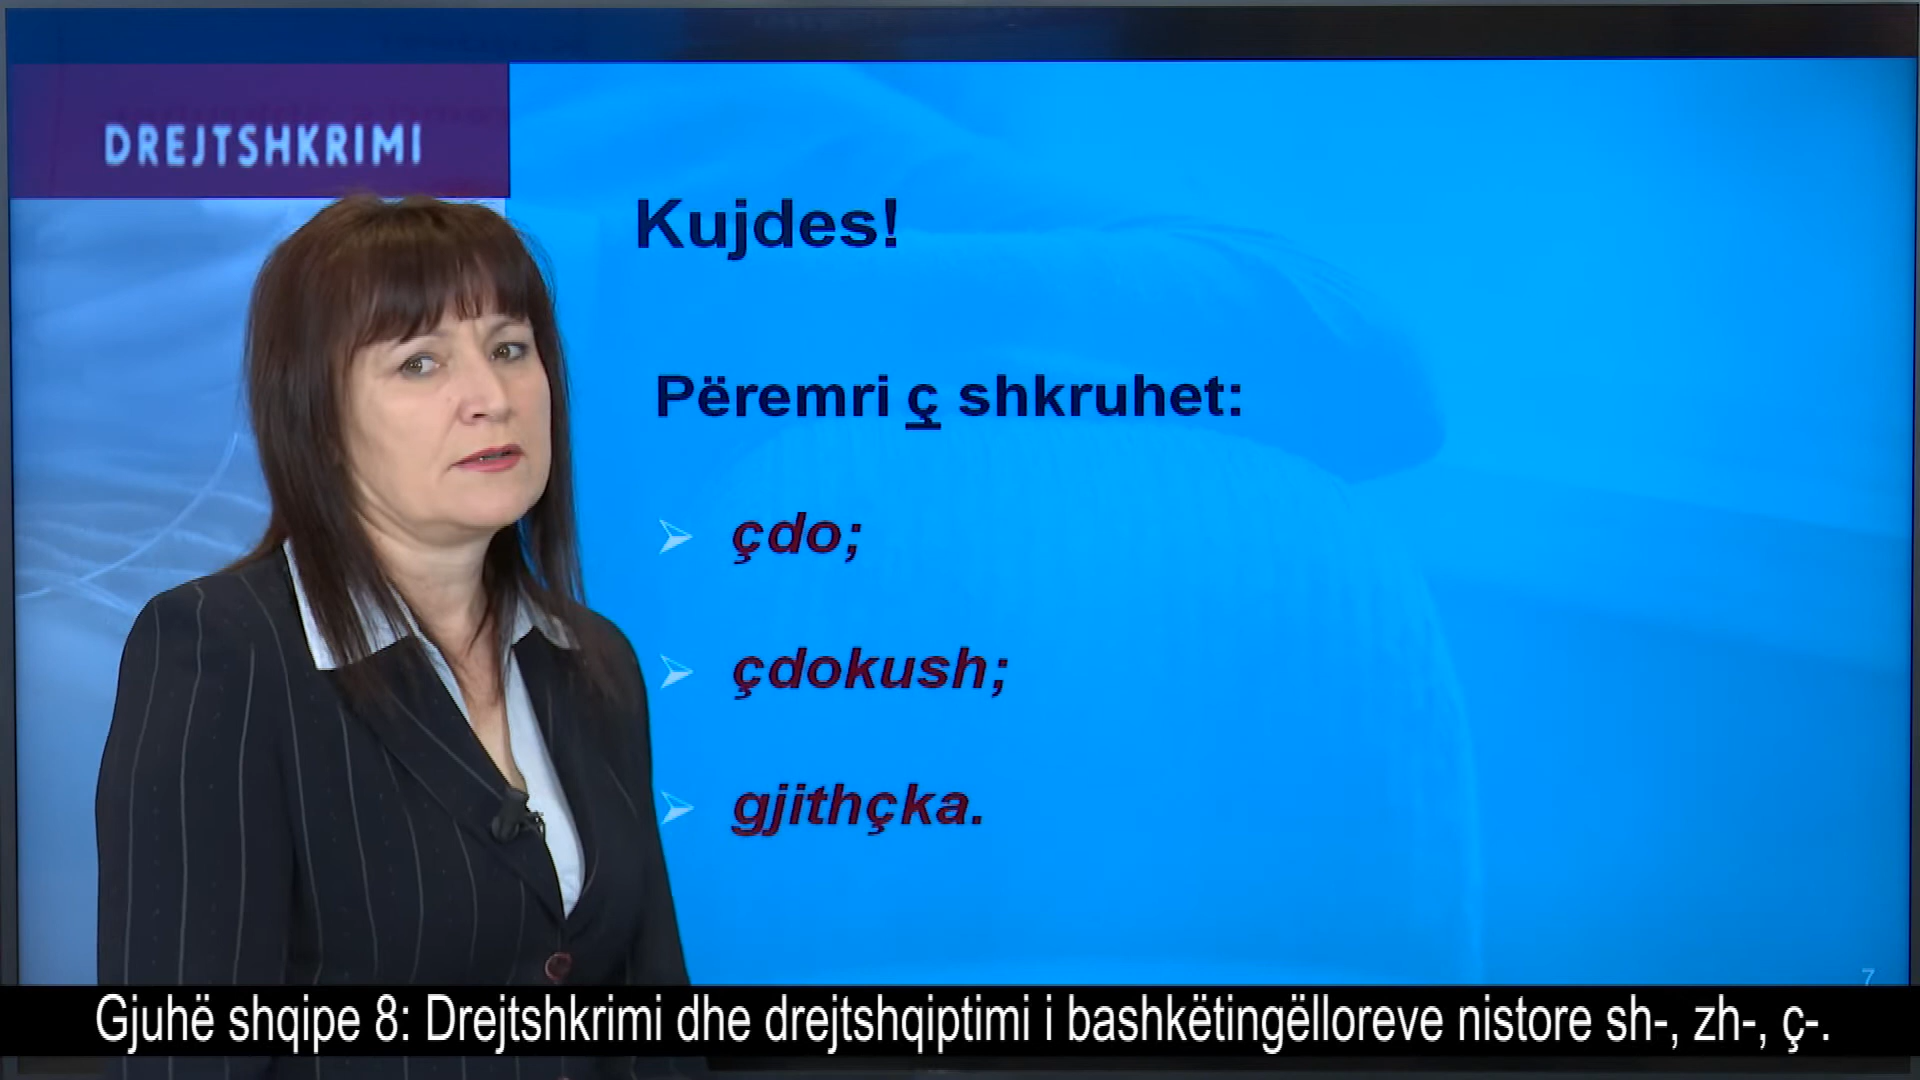 DREJTSHKRIMI
Kujdes!
Përemri ç shkruhet:
çdo;
çdokush;
gjithçka.
7
Gjuhë shqipe 8: Drejtshkrimi dhe drejtshqiptimi i bashkëtingëlloreve nistore sh-, zh-, ç-.